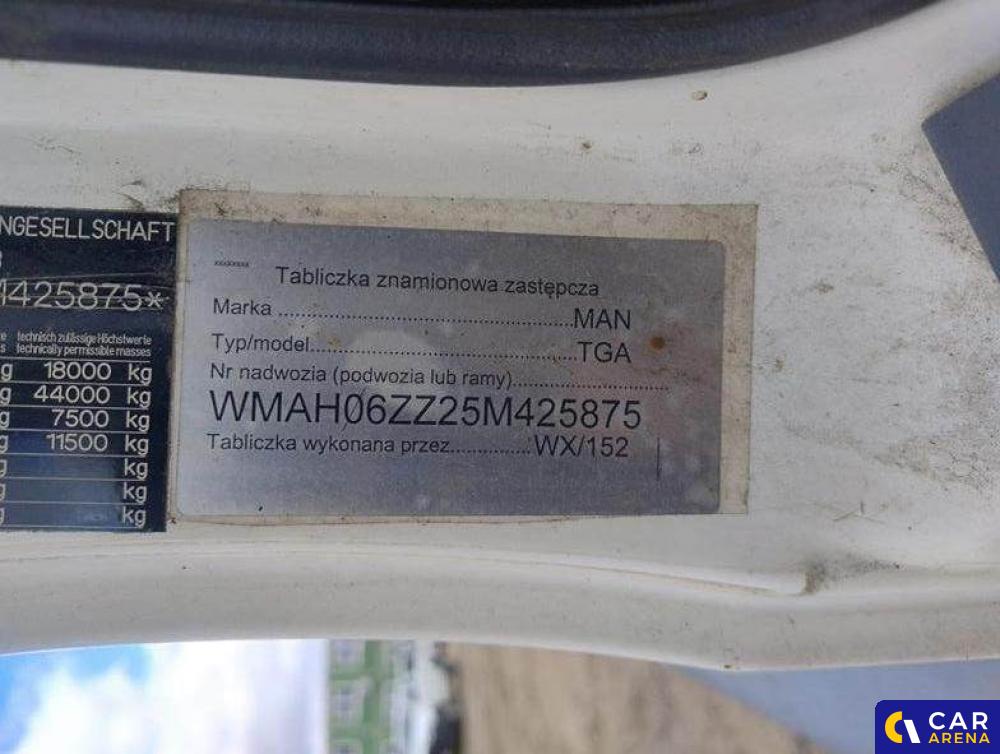 NGESELLSCHAFT
425875*
technisch zulässige Höchstwerte
technically permissible masses
g 18000 kg
g 44000 kg
g 7500 kg
g 11500 kg
g kg
g kg
g kg
xxxxxxxx
Tabliczka znamionowa zastępcza
Marka ........................................................MAN
Typ/model..................................................TGA
Nr nadwozia (podwozia lub ramy)...............................
WMAH06ZZ25M425875
Tabliczka wykonana przez...............WX/152
CAR
ARENA